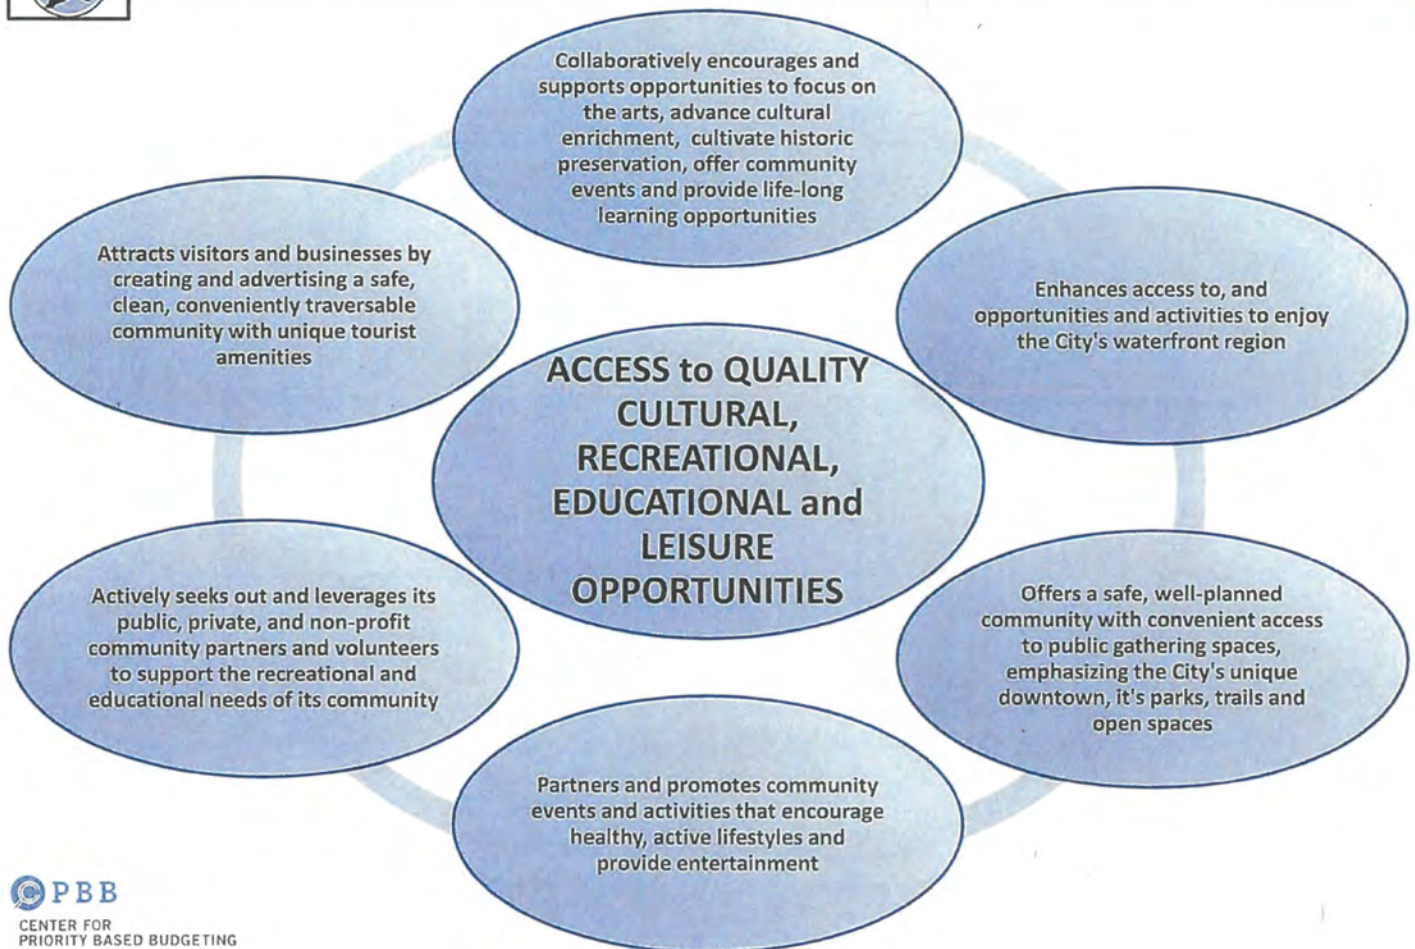 Collaboratively encourages and
supports opportunities to focus on
the arts, advance cultural
enrichment, cultivate historic
preservation, offer community
events and provide life-long
learning opportunities
Enhances access to, and
opportunities and activities to enjoy
the City's waterfront region
Offers a safe, well-planned
community with convenient access
to public gathering spaces,
emphasizing the City's unique
downtown, it's parks, trails and
open spaces
Partners and promotes community
events and activities that encourage
healthy, active lifestyles and
provide entertainment
Actively seeks out and leverages its
public, private, and non-profit
community partners and volunteers
to support the recreational and
educational needs of its community
Attracts visitors and businesses by
creating and advertising a safe,
clean, conveniently traversable
community with unique tourist
amenities
ACCESS to QUALITY
CULTURAL,
RECREATIONAL,
EDUCATIONAL and
LEISURE
OPPORTUNITIES
PBB
CENTER FOR
PRIORITY BASED BUDGETING